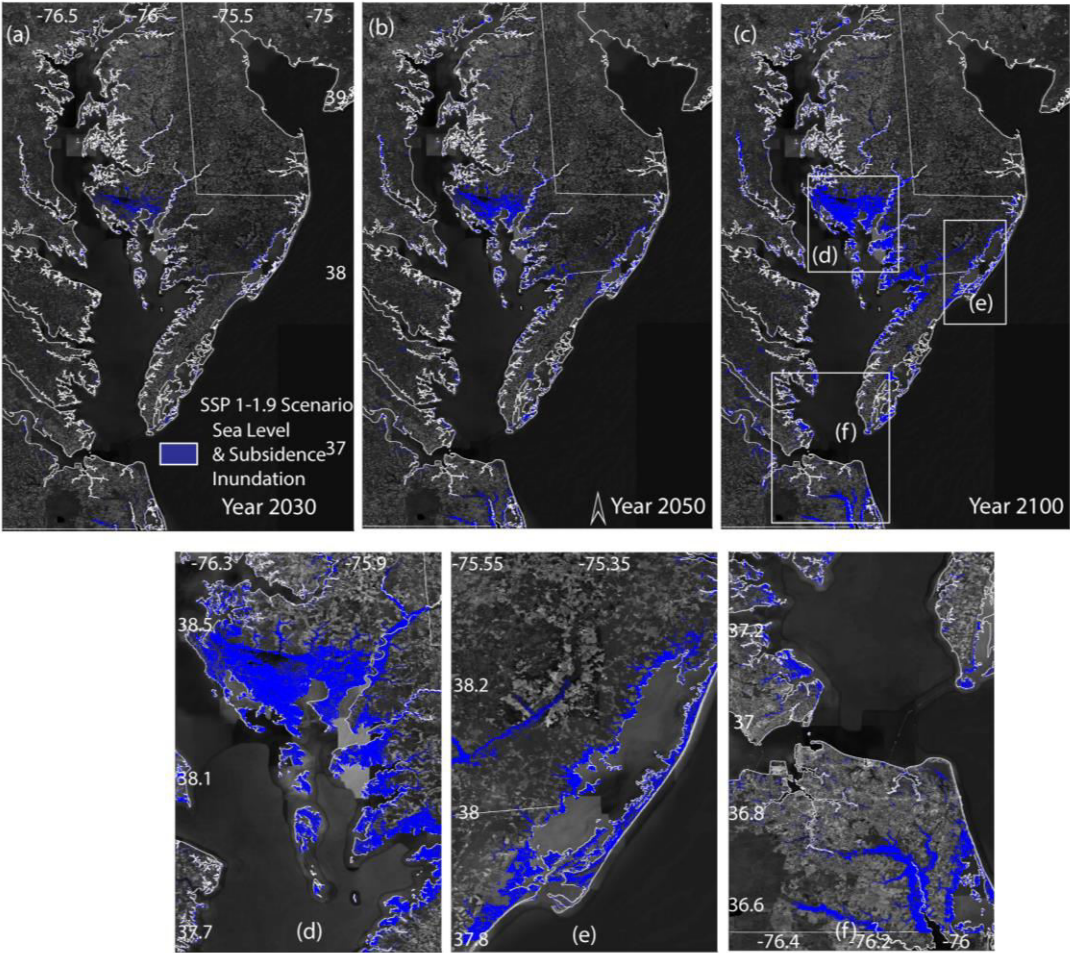 -76.5 -76 -75.5 -75
(a)
39
38
SSP 1-1.9 Scenario
Sea Level
& Subsidence
37
Inundation
Year 2030
(b)
Year 2050
(c)
(d)
(e)
(f)
Year 2100
-76.3 -75.9
38.5
38.1
37.7
(d)
-75.55 -75.35
38.2
38
37.8
(e)
37.2
37
36.8
36.6
-76.4 -76.2 -76
(f)